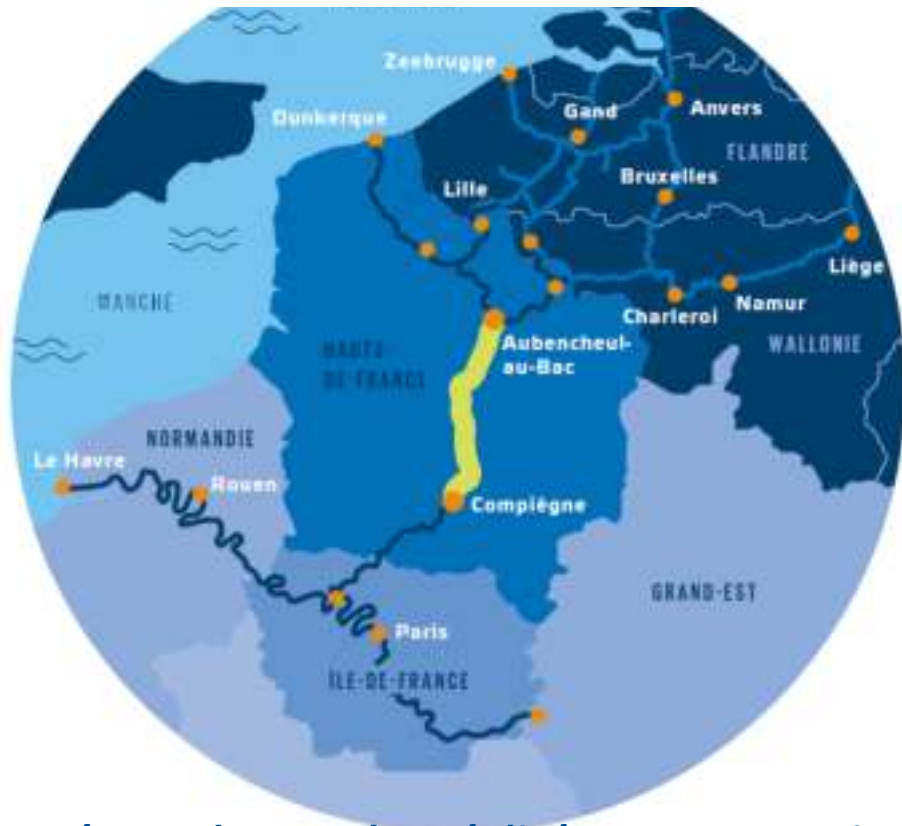 Zeebrugge
Dunkerque
Gand
Anvers
FLANDRE
Lille
Bruxelles
Liège
MANCHE
Charleroi
Namur
WALLONIE
Aubencheul-
au-Bac
HAUTS-
DE-FRANCE
NORMANDIE
Le Havre
Rouen
Compiègne
GRAND-EST
Paris
ÎLE-DE-FRANCE